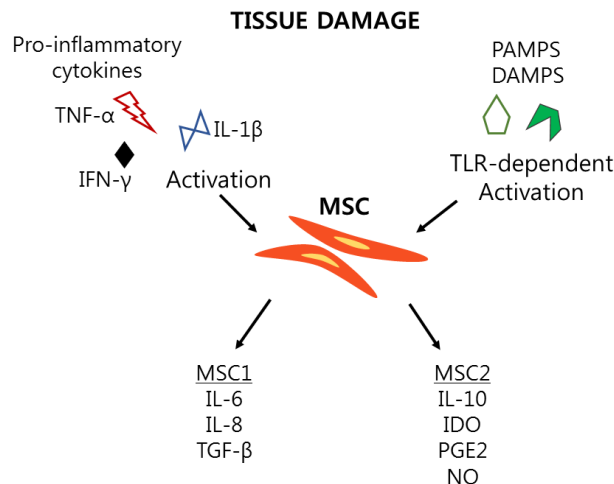 TISSUE DAMAGE
Pro-inflammatory
cytokines
TNF-α
IL-1β
IFN-γ
Activation
PAMPS
DAMPS
TLR-dependent
Activation
MSC
MSC1
IL-6
IL-8
TGF-β
MSC2
IL-10
IDO
PGE2
NO